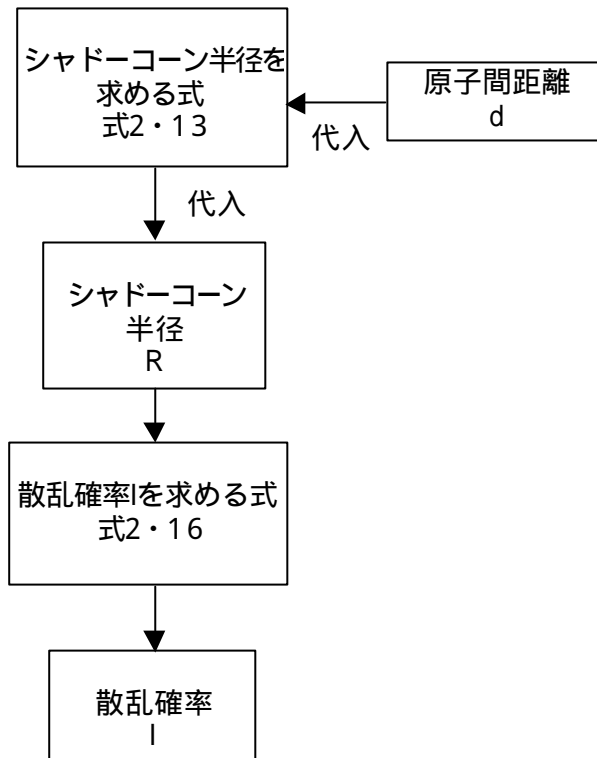 シャドーコーン半径を
求める式
式2・13
原子間距離
d
代入
代入
シャドーコーン
半径
R
散乱確率Iを求める式
式2・16
散乱確率
I